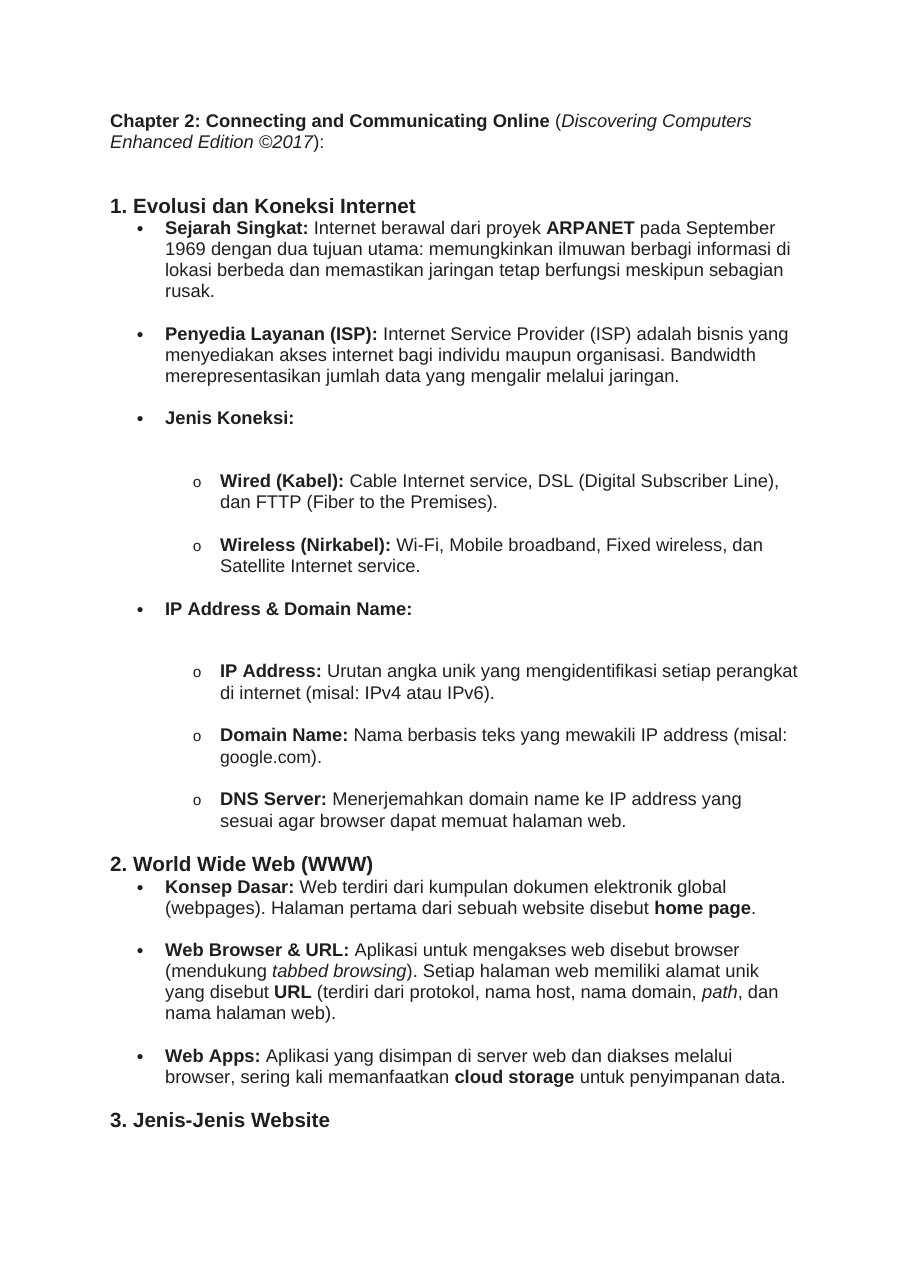 Chapter 2: Connecting and Communicating Online (Discovering Computers
Enhanced Edition ©2017):
1. Evolusi dan Koneksi Internet
• Sejarah Singkat: Internet berawal dari proyek ARPANET pada September
1969 dengan dua tujuan utama: memungkinkan ilmuwan berbagi informasi di
lokasi berbeda dan memastikan jaringan tetap berfungsi meskipun sebagian
rusak.
• Penyedia Layanan (ISP): Internet Service Provider (ISP) adalah bisnis yang
menyediakan akses internet bagi individu maupun organisasi. Bandwidth
merepresentasikan jumlah data yang mengalir melalui jaringan.
• Jenis Koneksi:
o Wired (Kabel): Cable Internet service, DSL (Digital Subscriber Line),
dan FTTP (Fiber to the Premises).
o Wireless (Nirkabel): Wi-Fi, Mobile broadband, Fixed wireless, dan
Satellite Internet service.
• IP Address & Domain Name:
o IP Address: Urutan angka unik yang mengidentifikasi setiap perangkat
di internet (misal: IPv4 atau IPv6).
o Domain Name: Nama berbasis teks yang mewakili IP address (misal:
google.com).
o DNS Server: Menerjemahkan domain name ke IP address yang
sesuai agar browser dapat memuat halaman web.
2. World Wide Web (WWW)
• Konsep Dasar: Web terdiri dari kumpulan dokumen elektronik global
(webpages). Halaman pertama dari sebuah website disebut home page.
• Web Browser & URL: Aplikasi untuk mengakses web disebut browser
(mendukung tabbed browsing). Setiap halaman web memiliki alamat unik
yang disebut URL (terdiri dari protokol, nama host, nama domain, path, dan
nama halaman web).
• Web Apps: Aplikasi yang disimpan di server web dan diakses melalui
browser, sering kali memanfaatkan cloud storage untuk penyimpanan data.
3. Jenis-Jenis Website